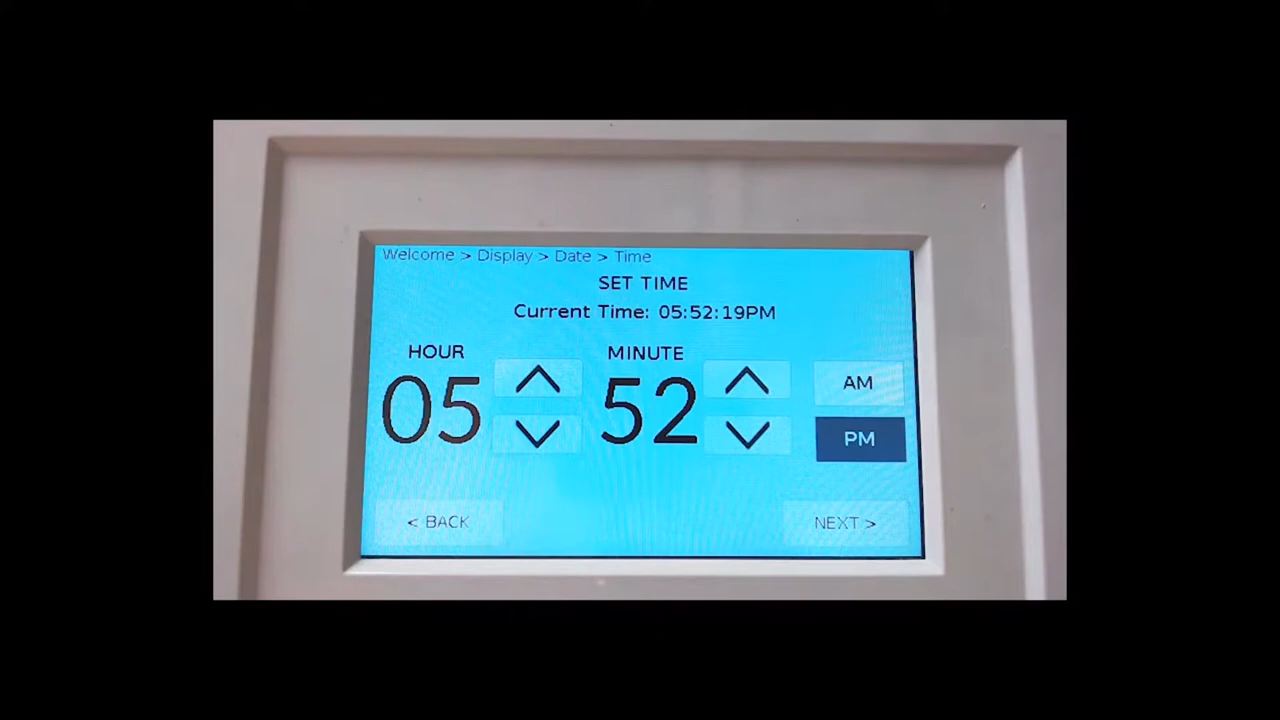 Welcome > Display > Date > Time
SET TIME
Current Time: 05:52:19PM
HOUR
MINUTE
05
52
AM
PM
< BACK
NEXT >